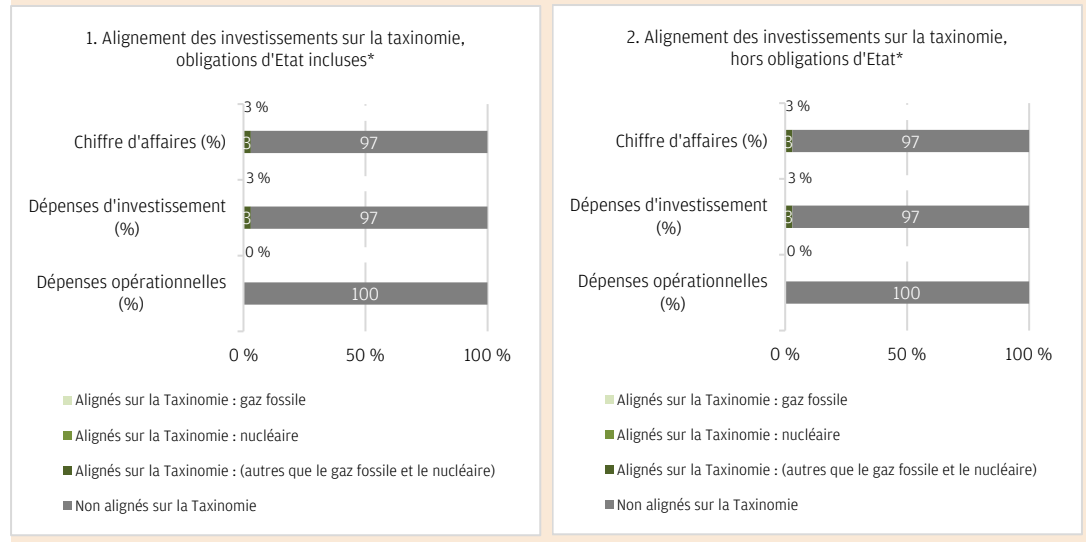 1. Alignement des investissements sur la taxinomie,
obligations d'Etat incluses*
3 %
Chiffre d'affaires (%)
3
97
3 %
Dépenses d'investissement
(%)
3
97
0 %
Dépenses opérationnelles
(%)
100
0 %
50 %
100 %
Alignés sur la Taxinomie : gaz fossile
Alignés sur la Taxinomie : nucléaire
Alignés sur la Taxinomie : (autres que le gaz fossile et le nucléaire)
Non alignés sur la Taxinomie
2. Alignement des investissements sur la taxinomie,
hors obligations d'Etat*
3 %
Chiffre d'affaires (%)
3
97
3 %
Dépenses d'investissement
(%)
3
97
0 %
Dépenses opérationnelles
(%)
100
0 %
50 %
100 %
Alignés sur la Taxinomie : gaz fossile
Alignés sur la Taxinomie : nucléaire
Alignés sur la Taxinomie : (autres que le gaz fossile et le nucléaire)
Non alignés sur la Taxinomie